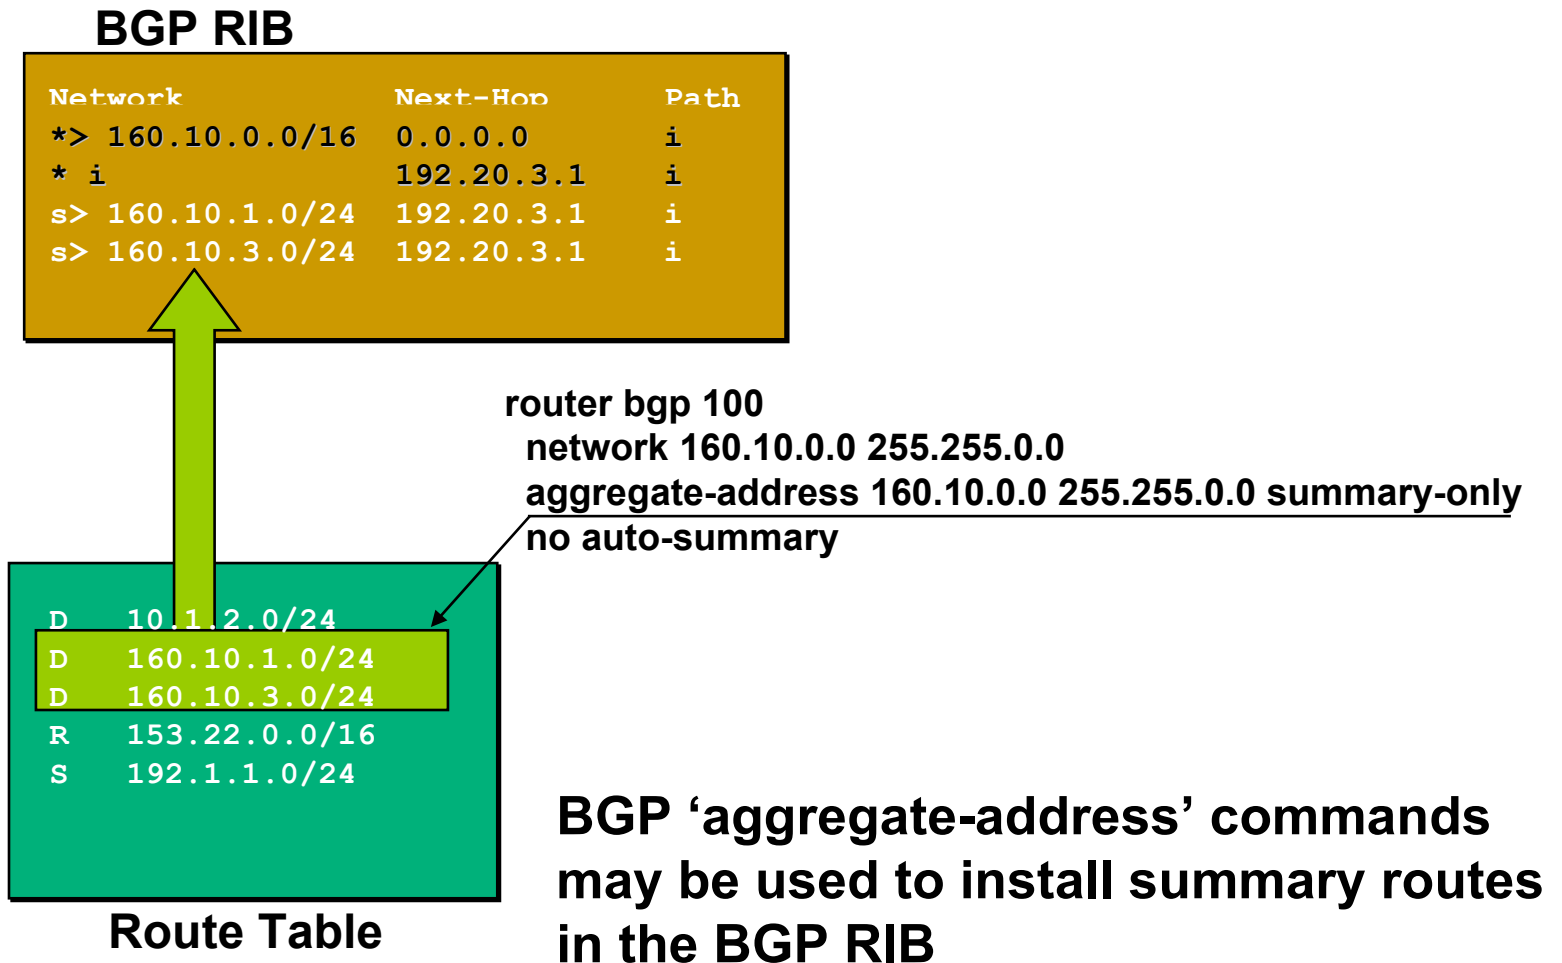 BGP RIB
Network Next-Hop Path
*> 160.10.0.0/16 0.0.0.0 i
* i 192.20.3.1 i
s> 160.10.1.0/24 192.20.3.1 i
s> 160.10.3.0/24 192.20.3.1 i
router bgp 100
network 160.10.0.0 255.255.0.0
aggregate-address 160.10.0.0 255.255.0.0 summary-only
no auto-summary
D 10.1.2.0/24
D 160.10.1.0/24
D 160.10.3.0/24
R 153.22.0.0/16
S 192.1.1.0/24
Route Table
BGP ‘aggregate-address’ commands
may be used to install summary routes
in the BGP RIB